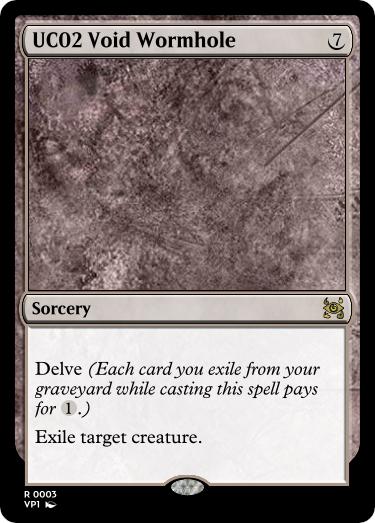 UC02 Void Wormhole 7
Sorcery
Delve (Each card you exile from your
graveyard while casting this spell pays
for 1.)
Exile target creature.
R 0003
VP1